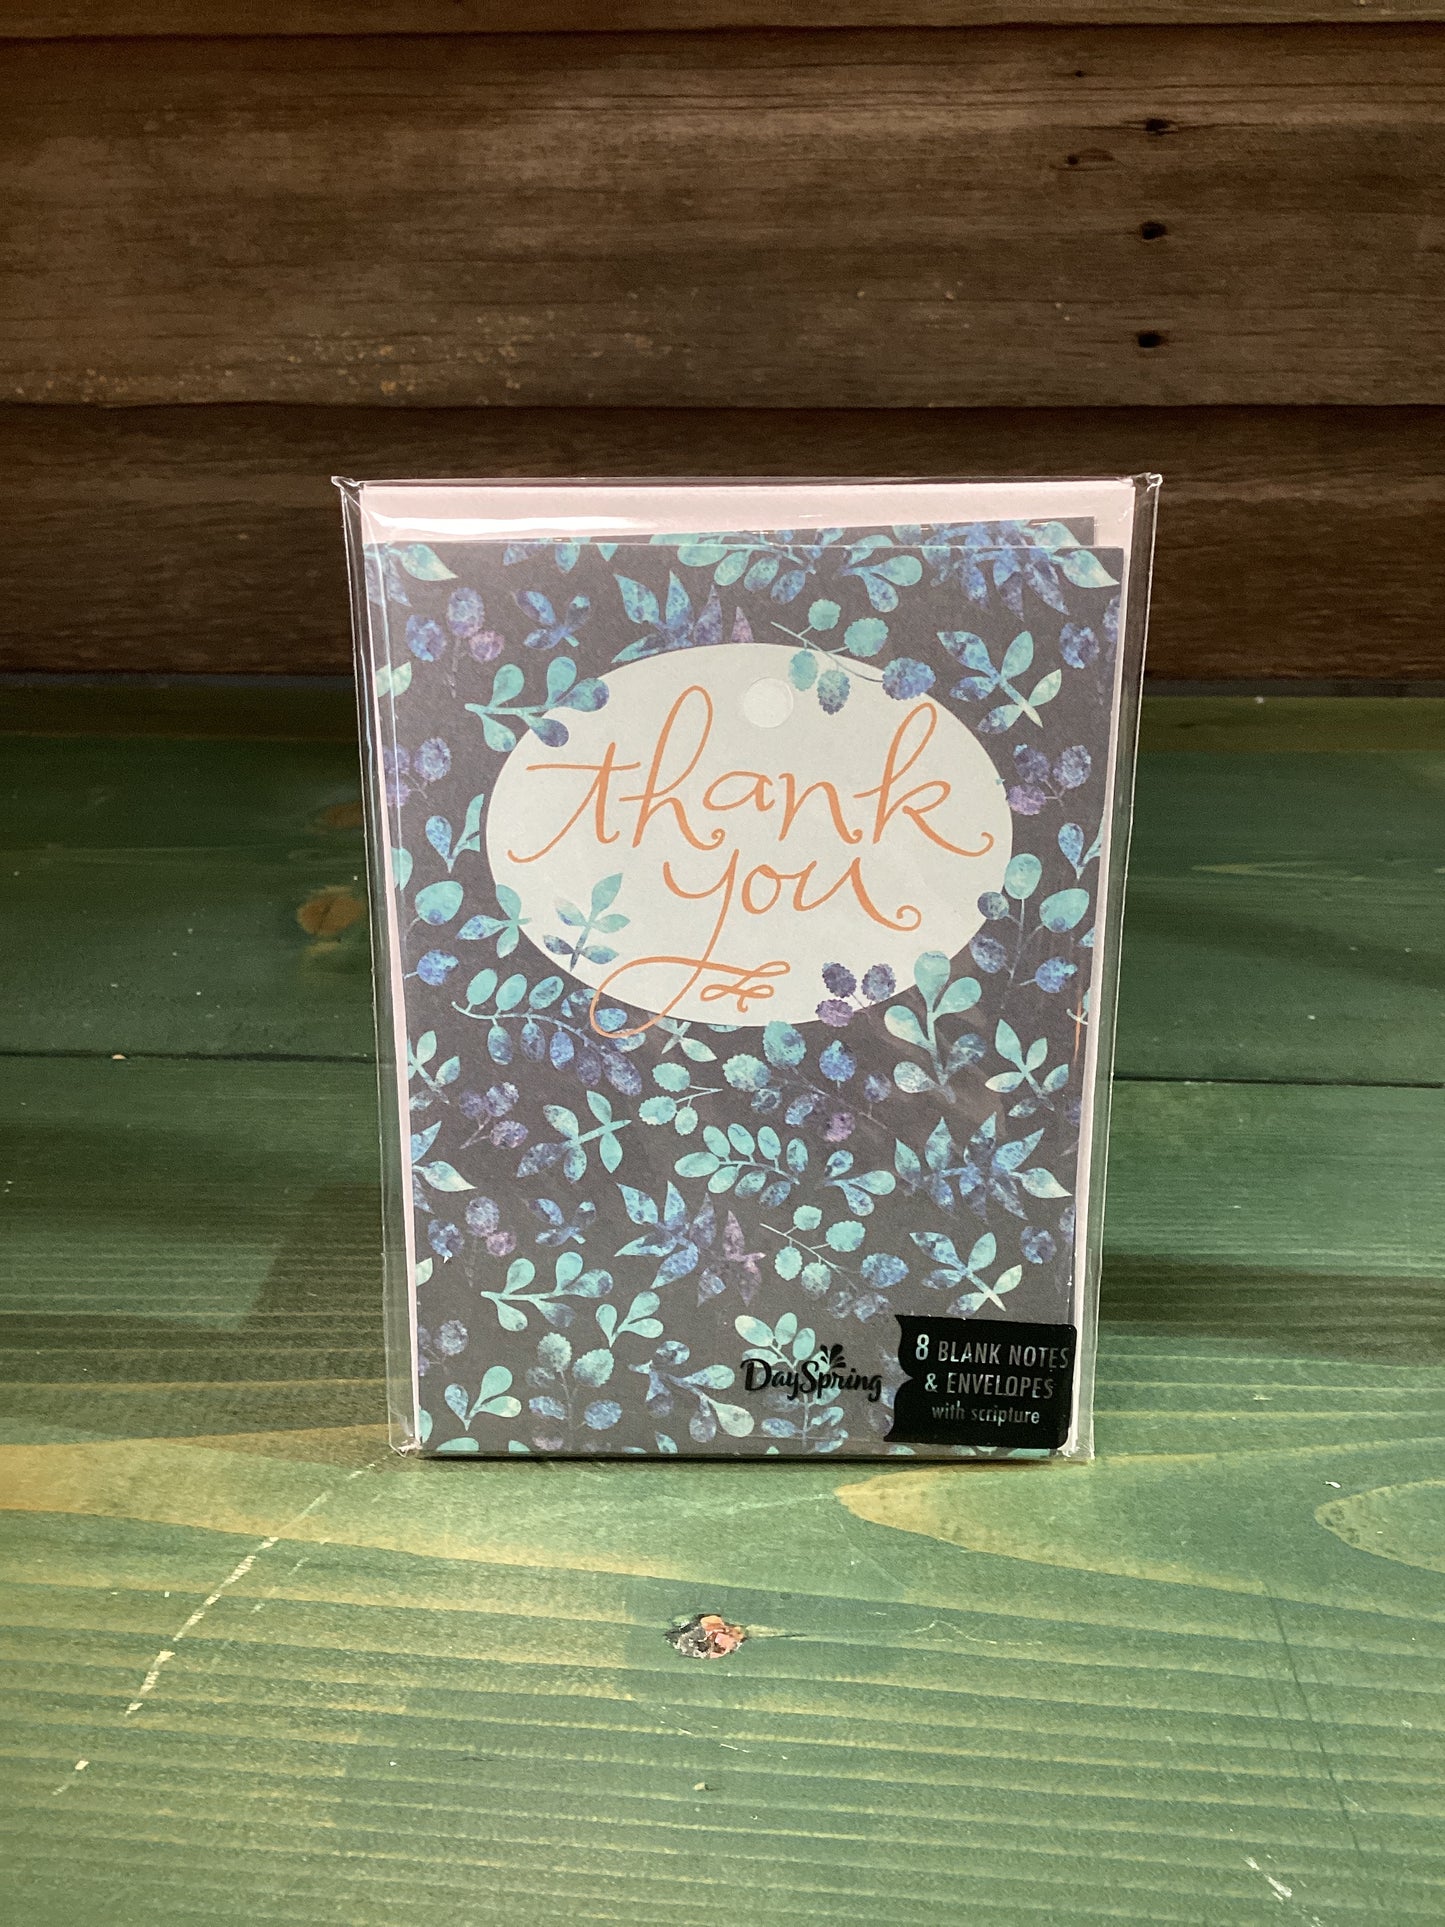 thank
you
DaySpring
8 BLANK NOTES
& ENVELOPES
with scripture